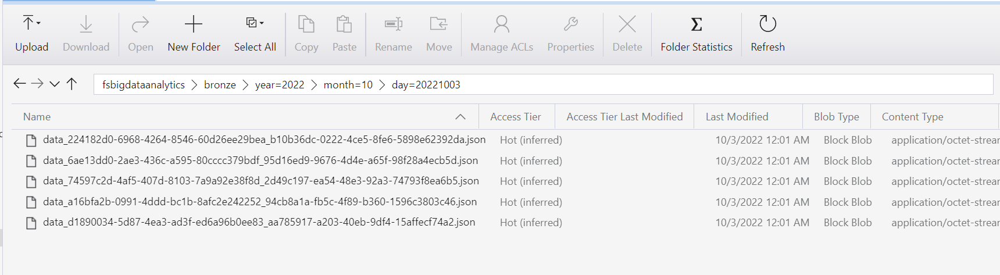 Upload Download Open New Folder Select All Copy Paste Rename Move Manage ACLs Properties Delete Folder Statistics Refresh
fsbigdataanalytics bronze year=2022 month=10 day=20221003
Name Access Tier Access Tier Last Modified Last Modified Blob Type Content Type
data_224182d0-6968-4264-8546-60d26ee29bea_b10b36dc-0222-4ce5-8fe6-5898e62392da.json Hot (inferred) 10/3/2022 12:01 AM Block Blob application/octet-strear
data_6ae13dd0-2ae3-436c-a595-80cccc379bdf_95d16ed9-9676-4d4e-a65f-98f28a4ecb5d.json Hot (inferred) 10/3/2022 12:01 AM Block Blob application/octet-strear
data_74597c2d-4af5-407d-8103-7a9a92e38f8d_2d49c197-ea54-48e3-92a3-74793f8ea6b5.json Hot (inferred) 10/3/2022 12:01 AM Block Blob application/octet-strear
data_a16bfa2b-0991-4ddd-bc1b-8afc2e242252_94cb8a1a-fb5c-4f89-b360-1596c3803c46.json Hot (inferred) 10/3/2022 12:01 AM Block Blob application/octet-strear
data_d1890034-5d87-4ea3-ad3f-ed6a96b0ee83_aa785917-a203-40eb-9df4-15affecf74a2.json Hot (inferred) 10/3/2022 12:01 AM Block Blob application/octet-strear